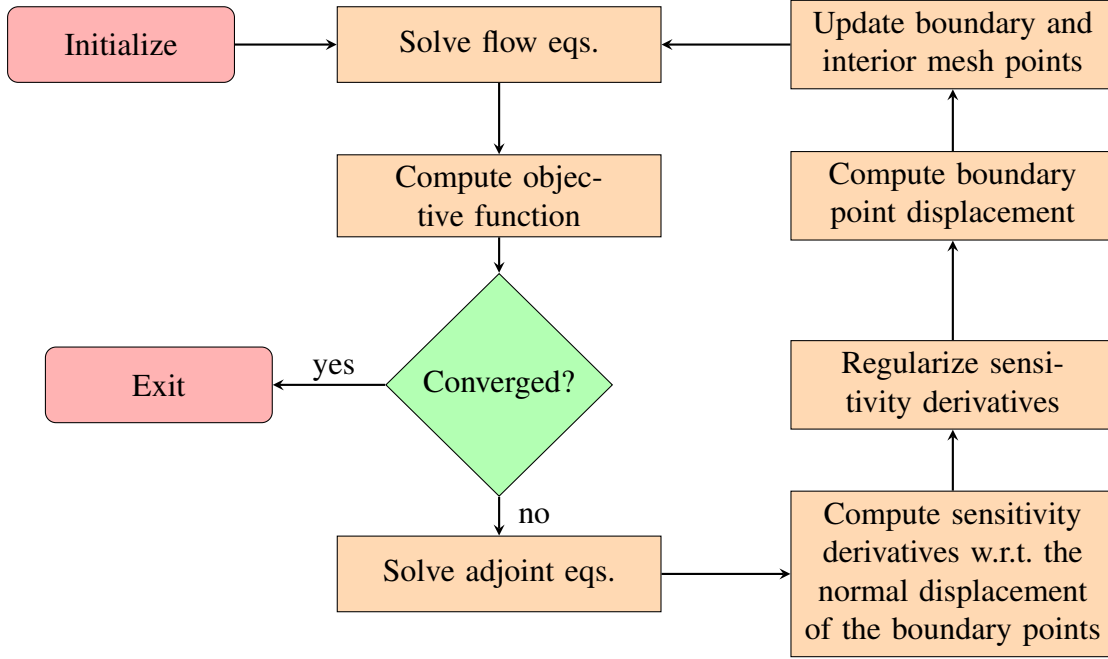 Initialize
Solve flow eqs.
Update boundary and
interior mesh points
Compute objec-
tive function
Compute boundary
point displacement
Exit
yes
Converged?
Regularize sensi-
tivity derivatives
no
Solve adjoint eqs.
Compute sensitivity
derivatives w.r.t. the
normal displacement
of the boundary points